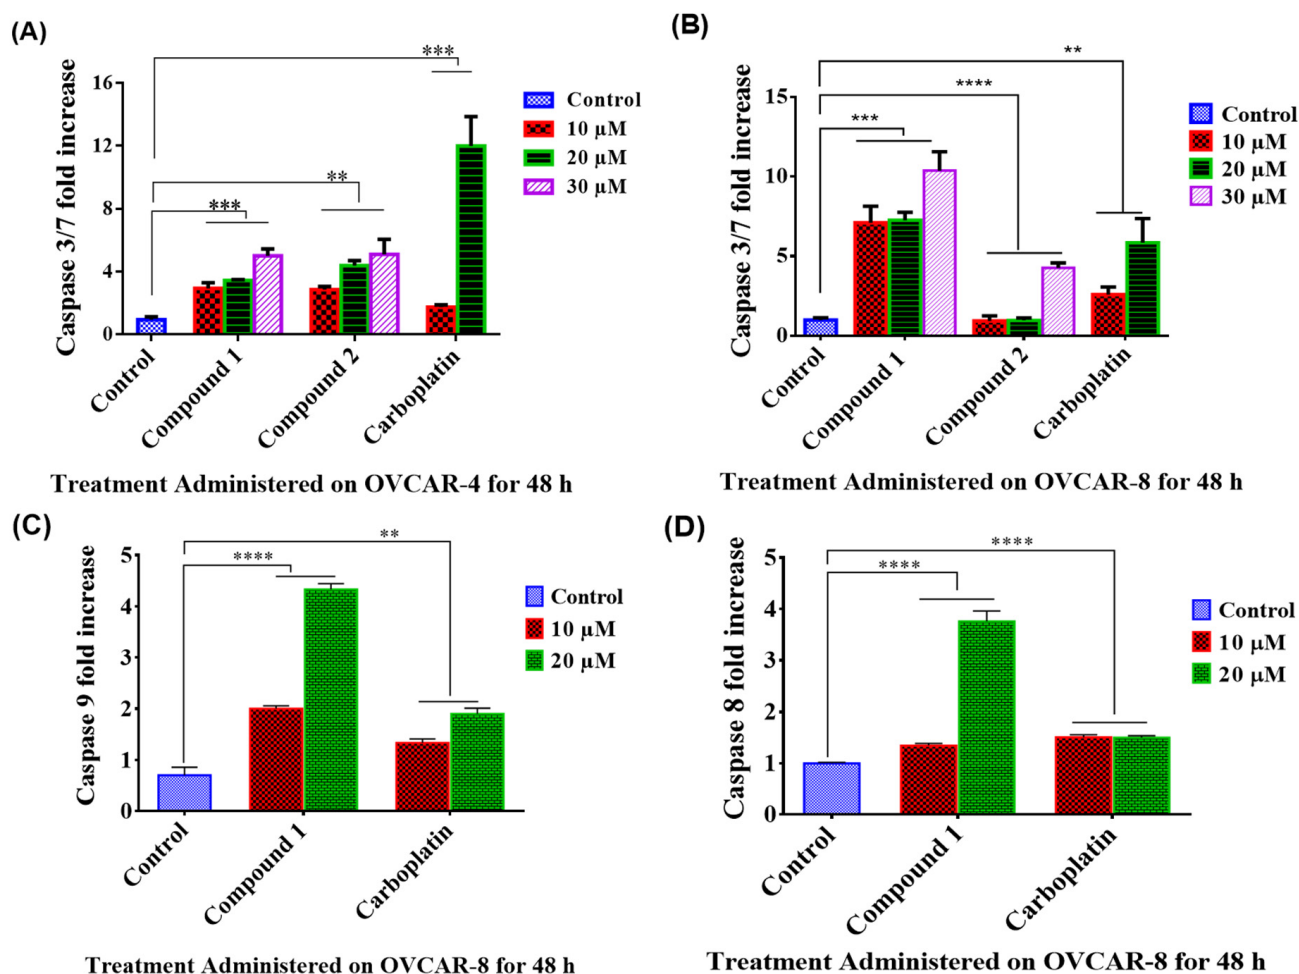 (A)
Caspase 3/7 fold increase
16
12
8
4
0
***
**
***
Control
10 µM
20 µM
30 µM
Control
Compound 1
Compound 2
Carboplatin
Treatment Administered on OVCAR-4 for 48 h
(B)
Caspase 3/7 fold increase
15
10
5
0
**
****
***
Control
10 µM
20 µM
30 µM
Control
Compound 1
Compound 2
Carboplatin
Treatment Administered on OVCAR-8 for 48 h
(C)
Caspase 9 fold increase
5
4
3
2
1
0
**
****
Control
10 µM
20 µM
Control
Compound 1
Carboplatin
Treatment Administered on OVCAR-8 for 48 h
(D)
Caspase 8 fold increase
5
4
3
2
1
0
****
****
Control
10 µM
20 µM
Control
Compound 1
Carboplatin
Treatment Administered on OVCAR-8 for 48 h